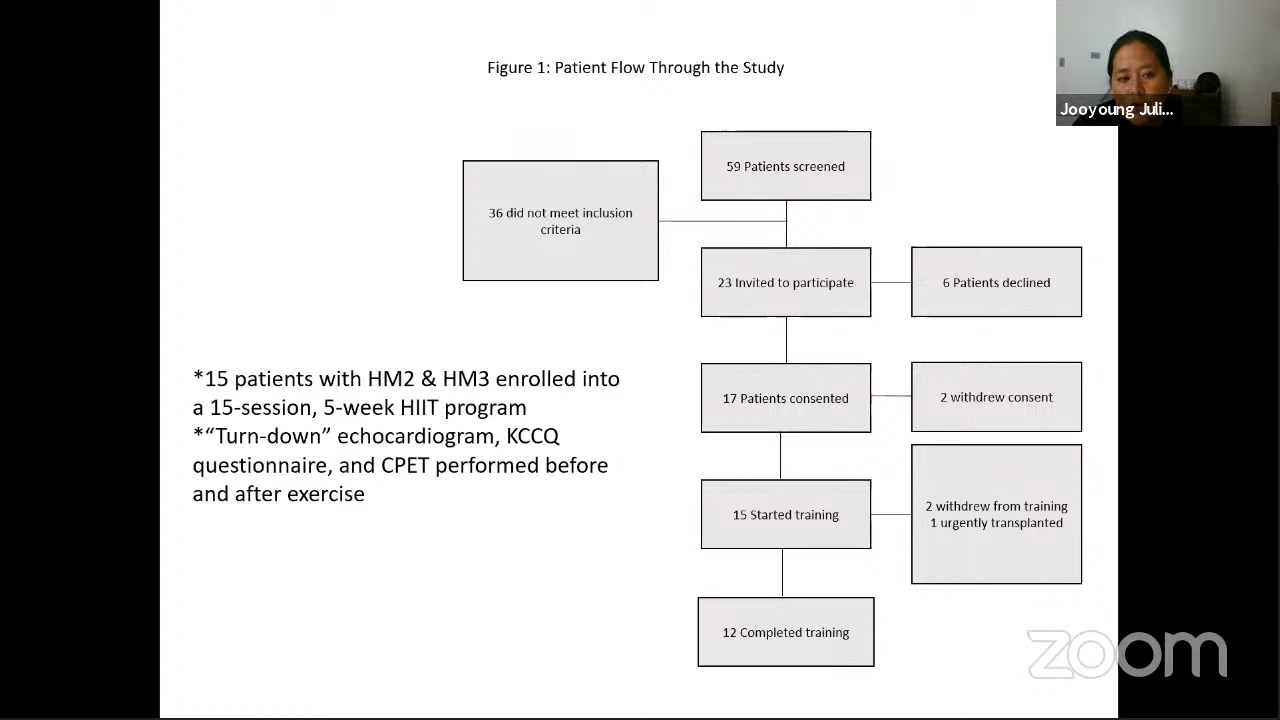 Figure 1: Patient Flow Through the Study
Jooyoung Juli...
59 Patients screened
36 did not meet inclusion
criteria
23 Invited to participate
6 Patients declined
*15 patients with HM2 & HM3 enrolled into
a 15-session, 5-week HIIT program
*“Turn-down” echocardiogram, KCCQ
questionnaire, and CPET performed before
and after exercise
17 Patients consented
2 withdrew consent
15 Started training
2 withdrew from training
1 urgently transplanted
12 Completed training
zoom